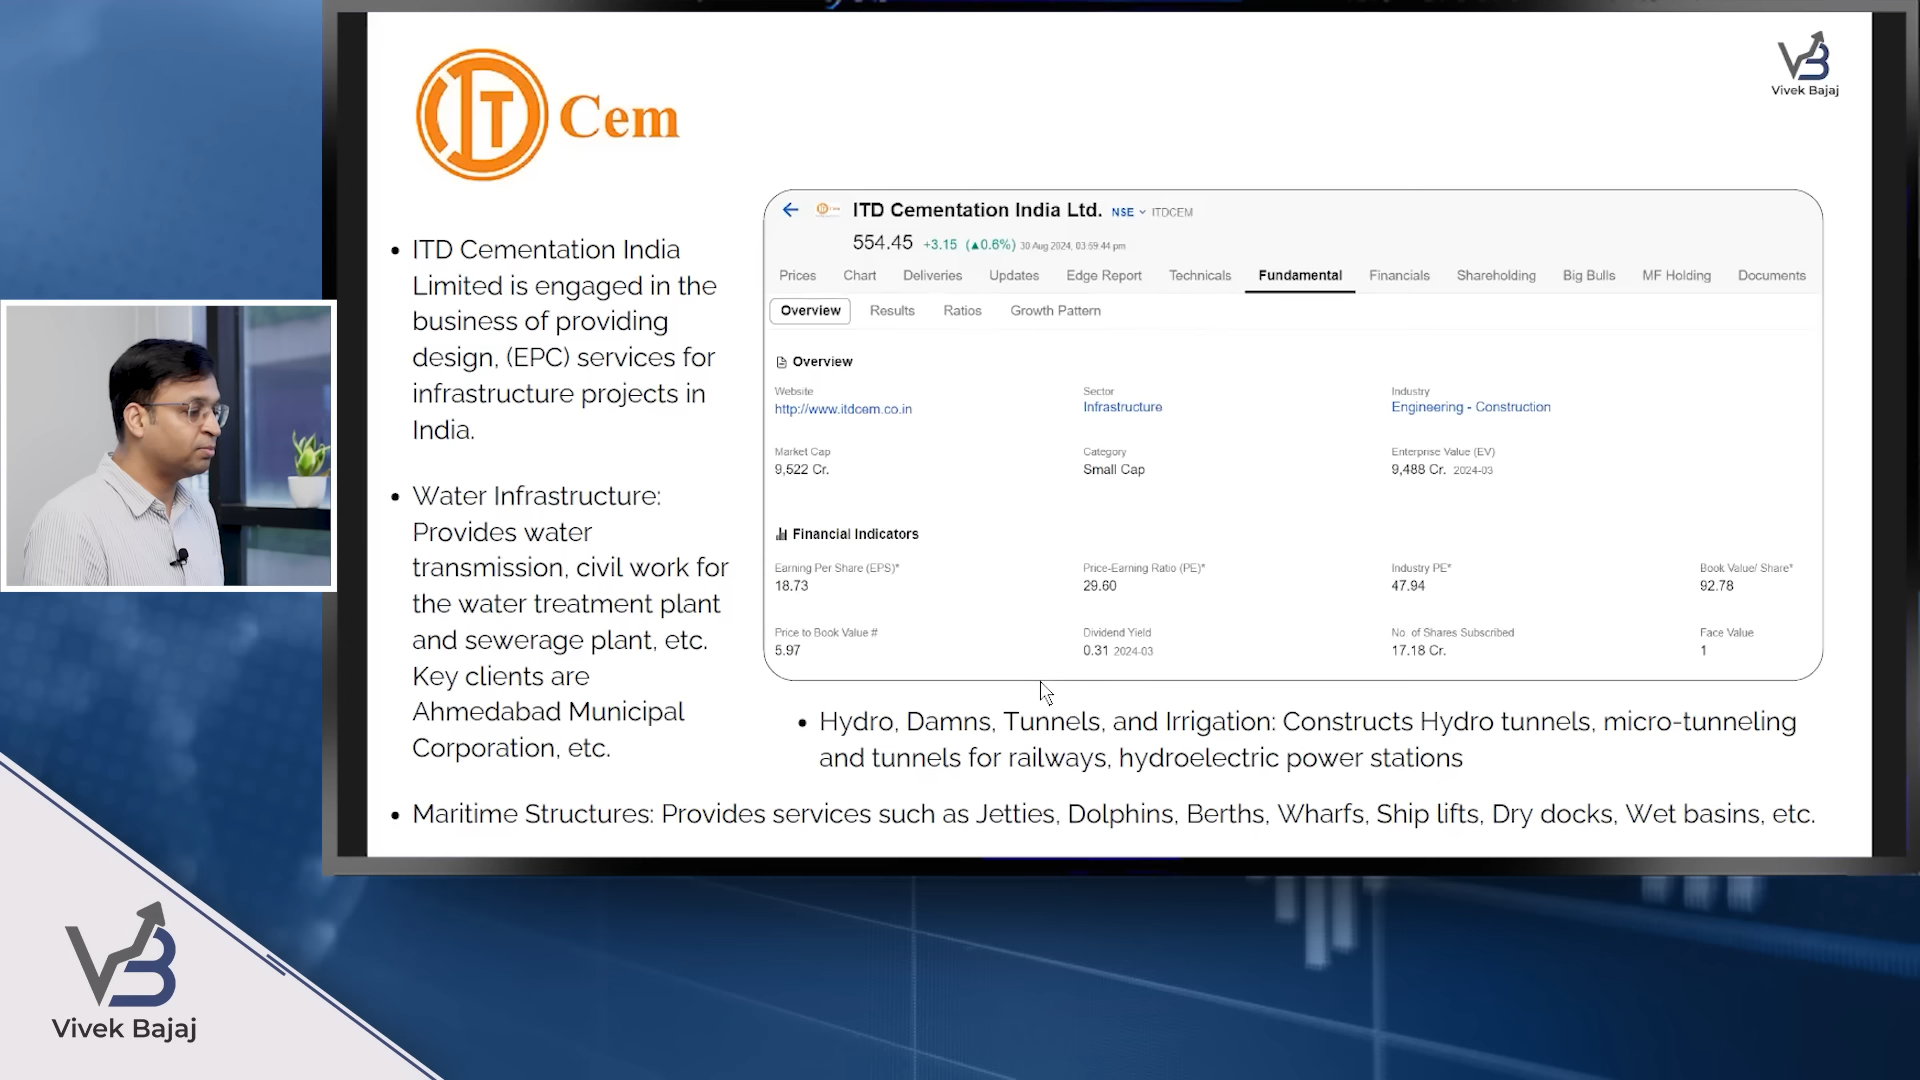 Cem
Vivek Bajaj
ITD Cementation India
Limited is engaged in the
business of providing
design, (EPC) services for
infrastructure projects in
India.
Water Infrastructure:
Provides water
transmission, civil work for
the water treatment plant
and sewerage plant, etc.
Key clients are
Ahmedabad Municipal
Corporation, etc.
ITD Cementation India Ltd. NSE ITDCEM
554.45 +3.15 (▲0.6%) 30 Aug 2024, 03:59:44 pm
Prices Chart Deliveries Updates Edge Report Technicals Fundamental Financials Shareholding Big Bulls MF Holding Documents
Overview Results Ratios Growth Pattern
Overview
Website Sector Industry
http://www.itdcem.co.in Infrastructure Engineering - Construction
Market Cap Category Enterprise Value (EV)
9,522 Cr. Small Cap 9,488 Cr. 2024-03
Financial Indicators
Earning Per Share (EPS)* Price-Earning Ratio (PE)* Industry PE* Book Value/ Share*
18.73 29.60 47.94 92.78
Price to Book Value # Dividend Yield No. of Shares Subscribed Face Value
5.97 0.31 2024-03 17.18 Cr. 1
Hydro, Damns, Tunnels, and Irrigation: Constructs Hydro tunnels, micro-tunneling
and tunnels for railways, hydroelectric power stations
Maritime Structures: Provides services such as Jetties, Dolphins, Berths, Wharfs, Ship lifts, Dry docks, Wet basins, etc.
Vivek Bajaj